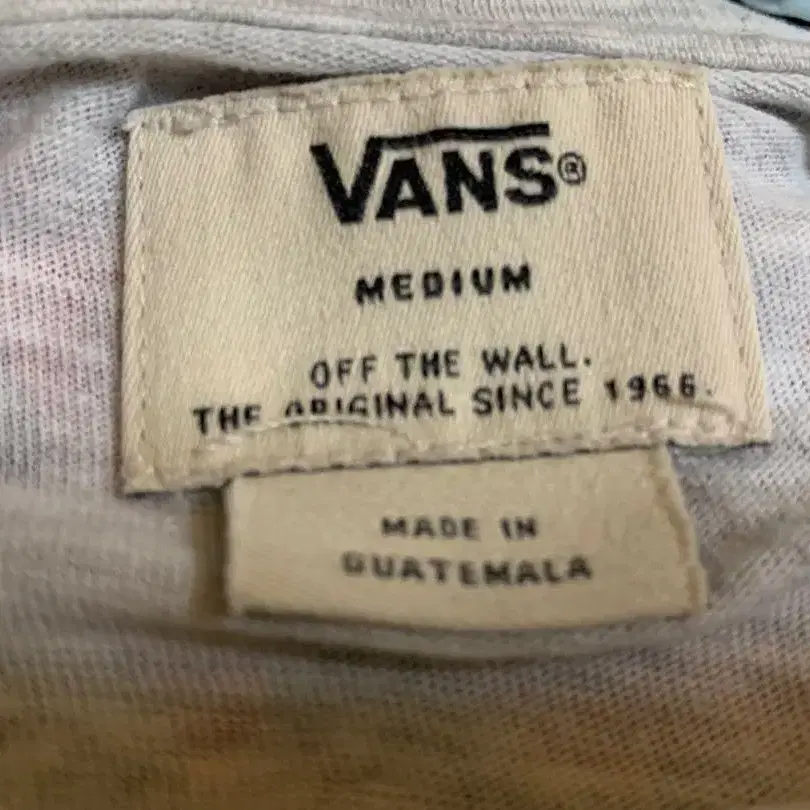 VANS®
MEDIUM
OFF THE WALL.
THE ORIGINAL SINCE 1966.
MADE IN
GUATEMALA